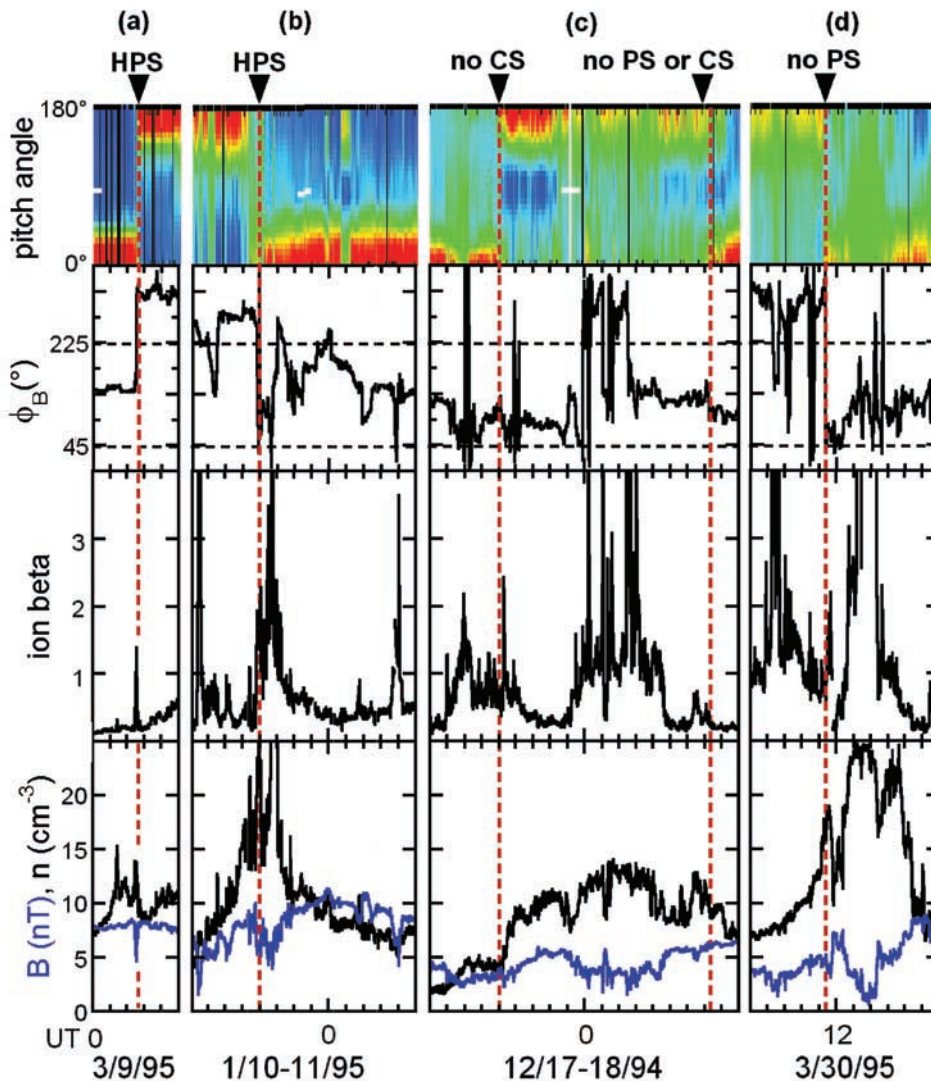 (a) (b) (c) (d)
HPS HPS no CS no PS or CS no PS
180°
pitch angle
0°
225
ϕB(°)
45
3
ion beta
2
1
20
B (nT), n (cm-3)
15
10
5
0
UT 0 0 0 12
3/9/95 1/10-11/95 12/17-18/94 3/30/95